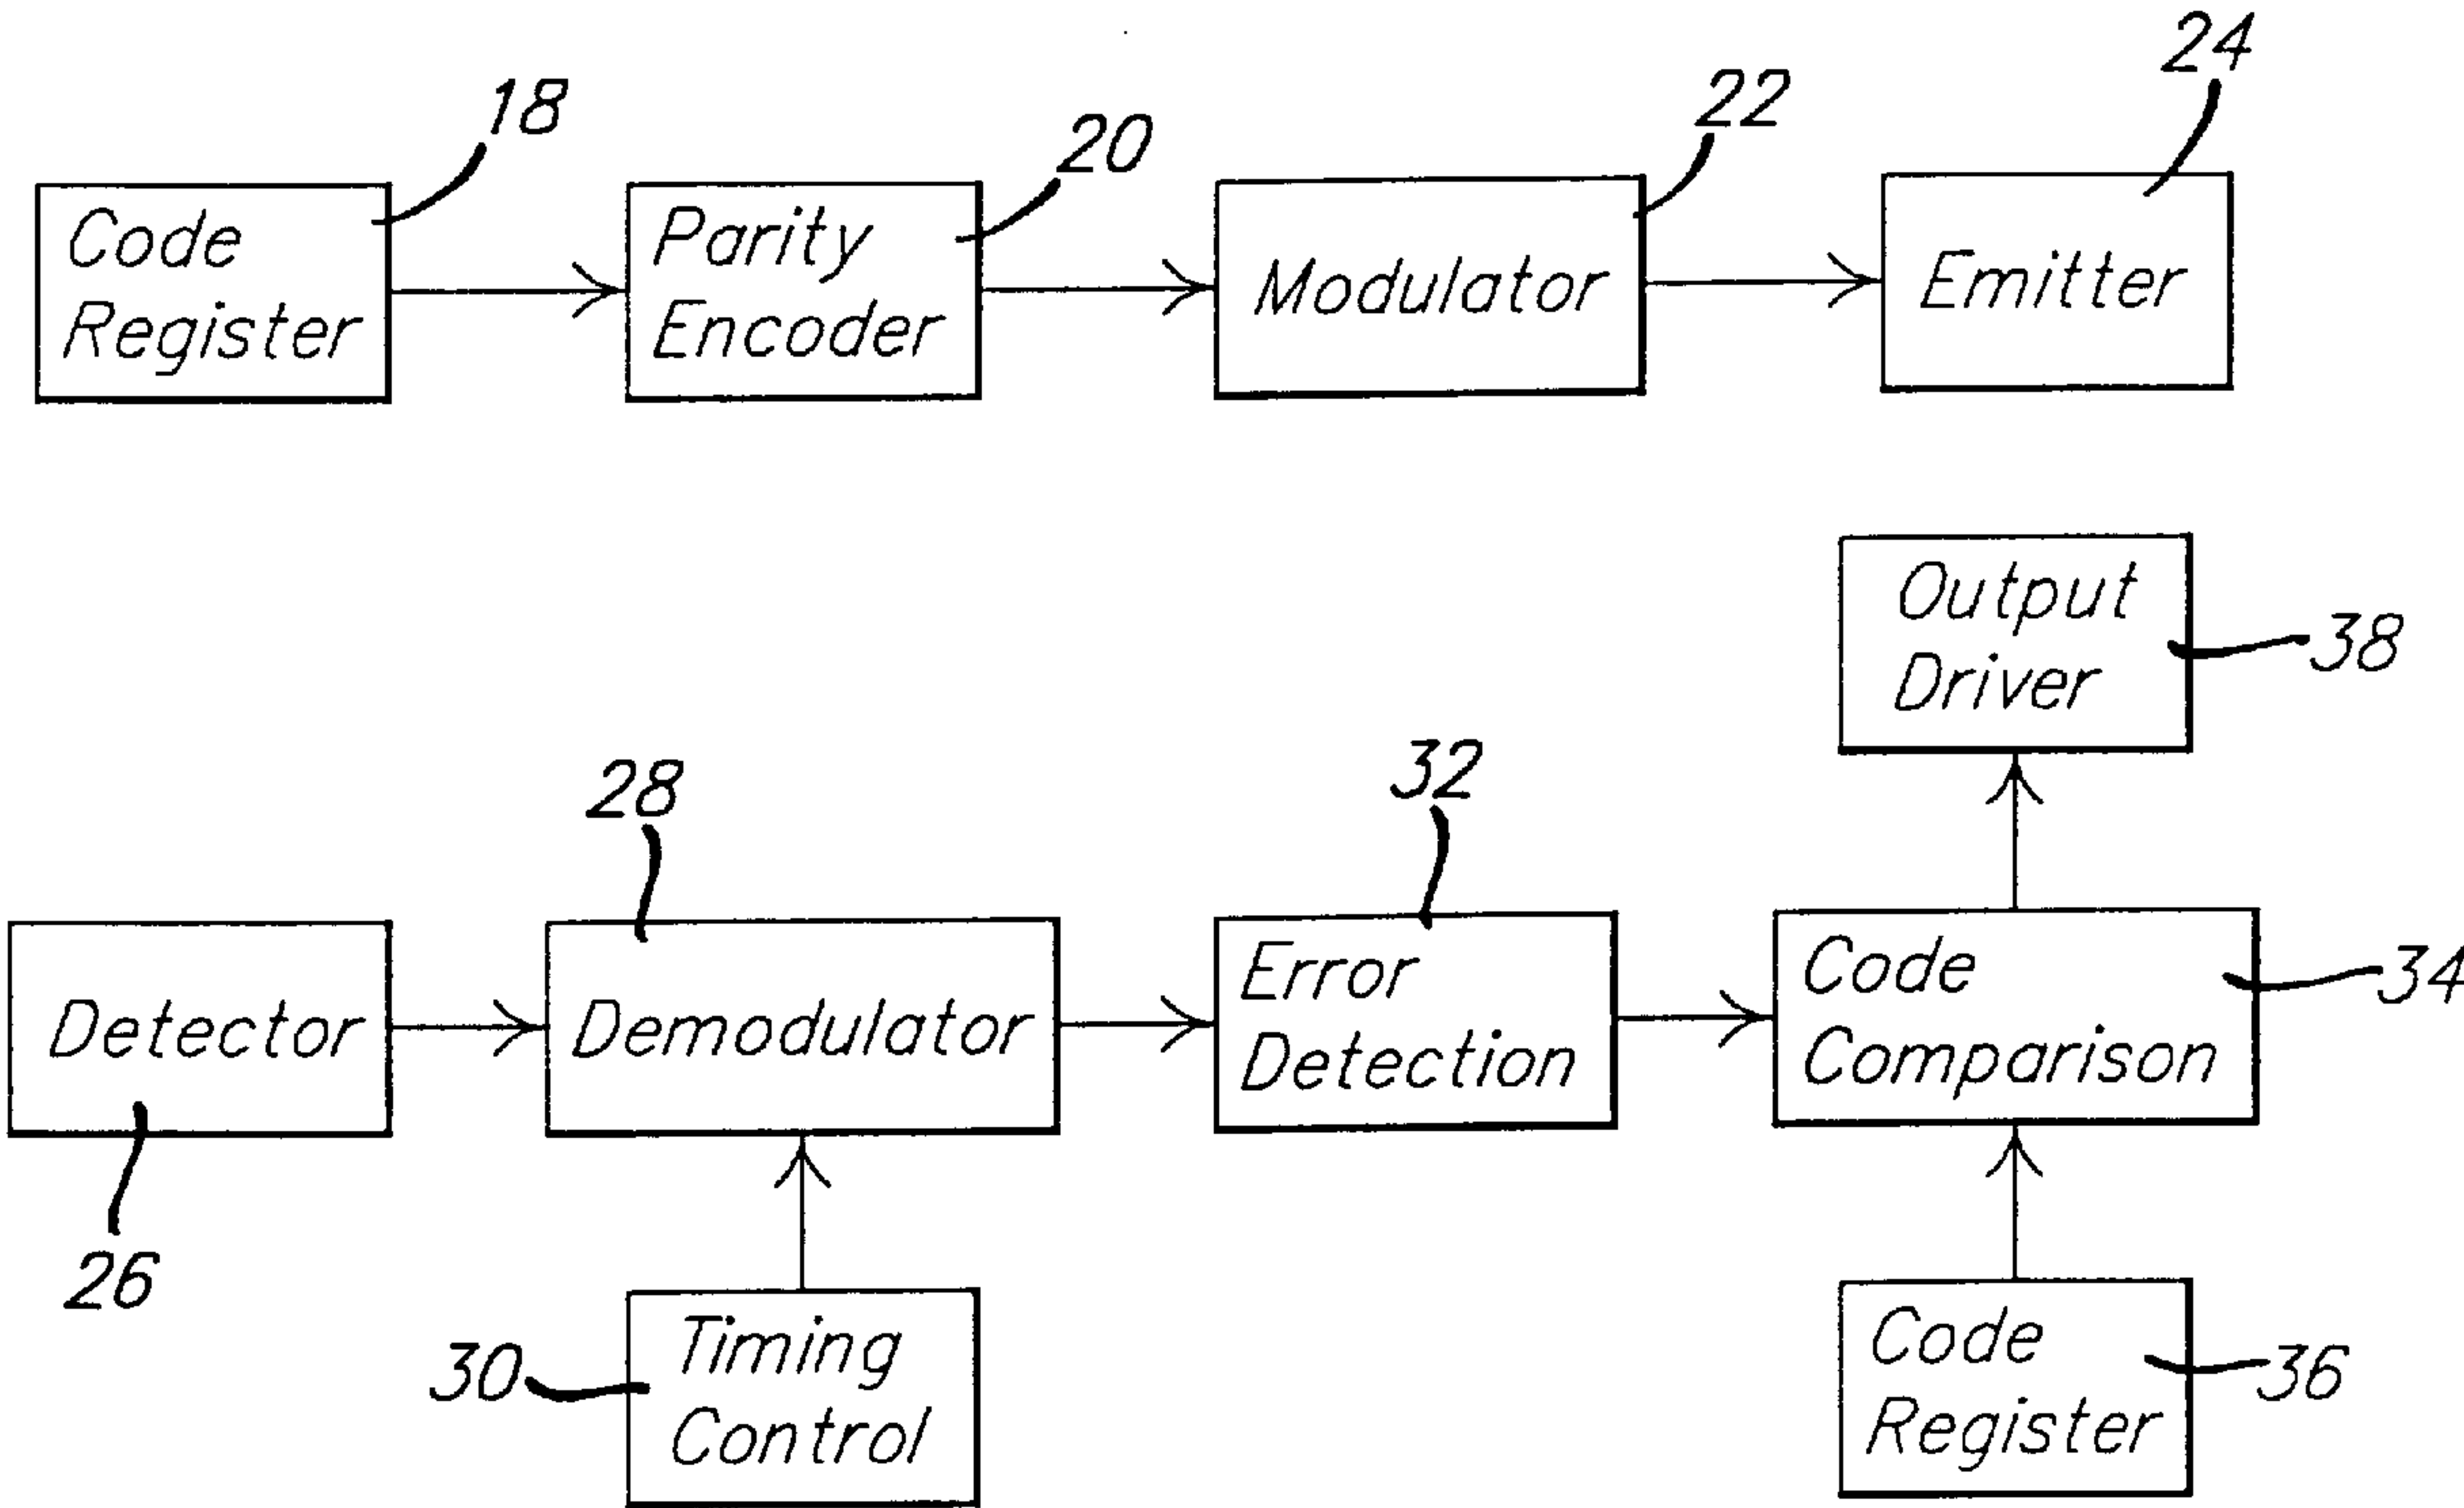 18
20
22
24
Code
Register
Parity
Encoder
Modulator
Emitter
Output
Driver
38
28
32
Detector
Demodulator
Error
Detection
Code
Comparison
34
26
30
Timing
Control
Code
Register
36